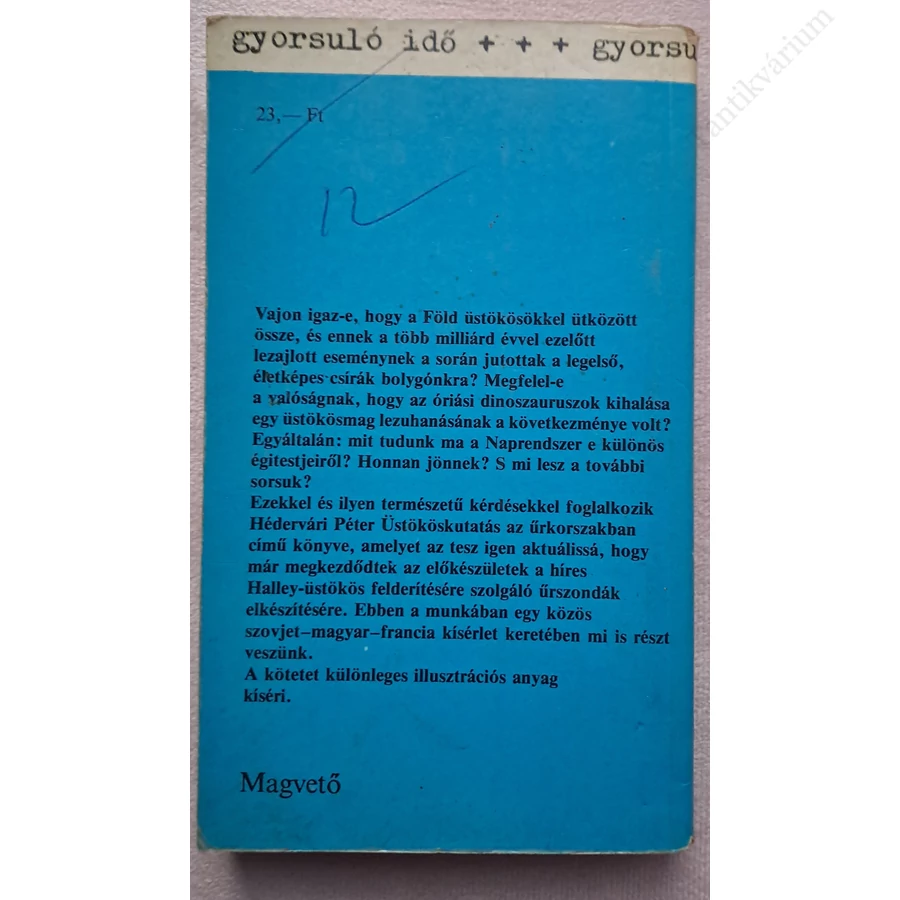 gyorsuló idő + + + gyorsu
23,— Ft
12
Vajon igaz-e, hogy a Föld üstökösökkel ütközött
össze, és ennek a több milliárd évvel ezelőtt
lezajlott eseménynek a során jutottak a legelső,
életképes csírák bolygónkra? Megfelel-e
a valóságnak, hogy az óriási dinoszauruszok kihalása
egy üstökösmag lezuhanásának a következménye volt?
Egyáltalán: mit tudunk ma a Naprendszer e különös
égitestjeiről? Honnan jönnek? S mi lesz a további
sorsuk?
Ezekkel és ilyen természetű kérdésekkel foglalkozik
Hédervári Péter Üstököskutatás az űrkorszakban
című könyve, amelyet az tesz igen aktuálissá, hogy
már megkezdődtek az előkészületek a híres
Halley-üstökös felderítésére szolgáló űrszondák
elkészítésére. Ebben a munkában egy közös
szovjet–magyar–francia kísérlet keretében mi is részt
veszünk.
A kötetet különleges illusztrációs anyag
kíséri.
Magvető
antikvárium